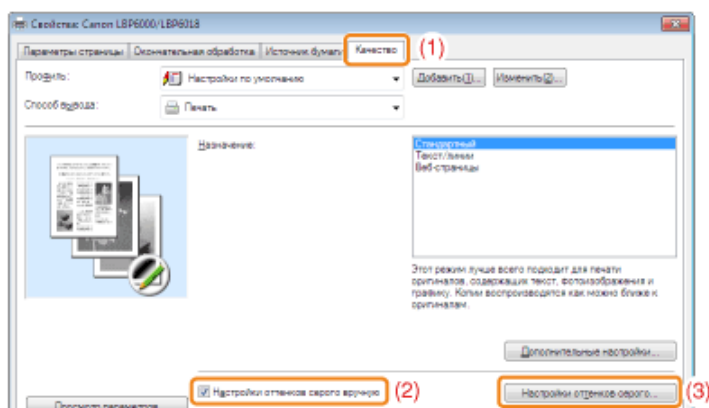 Свойства: Canon LBP6000/LBP6018
Параметры страницы Окончательная обработка Источник бумаги Качество (1)
Профиль: Настройки по умолчанию Добавить(1)... Изменить(2)...
Способ вывода: Печать
Назначение: Стандартный
Текст/линии
Веб-страницы
Этот режим лучше всего подходит для печати
оригиналов, содержащих текст, фотоизображения и
графику. Копии воспроизводятся как можно ближе к
оригиналам.
Дополнительные настройки...
Настройки оттенков серого вручную (2) Настройки оттенков серого... (3)
Просмотр параметров